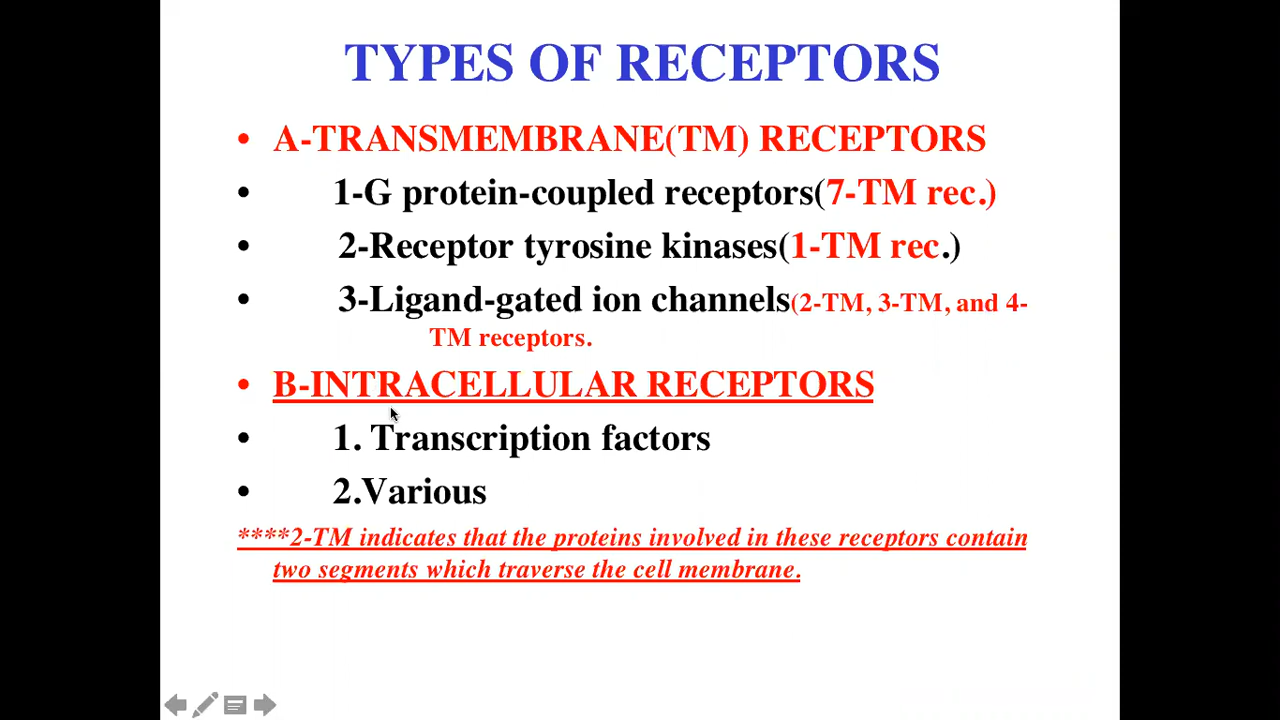 TYPES OF RECEPTORS
• A-TRANSMEMBRANE(TM) RECEPTORS
• 1-G protein-coupled receptors(7-TM rec.)
• 2-Receptor tyrosine kinases(1-TM rec.)
• 3-Ligand-gated ion channels(2-TM, 3-TM, and 4-
TM receptors.
• B-INTRACELLULAR RECEPTORS
• 1. Transcription factors
• 2.Various
****2-TM indicates that the proteins involved in these receptors contain
two segments which traverse the cell membrane.